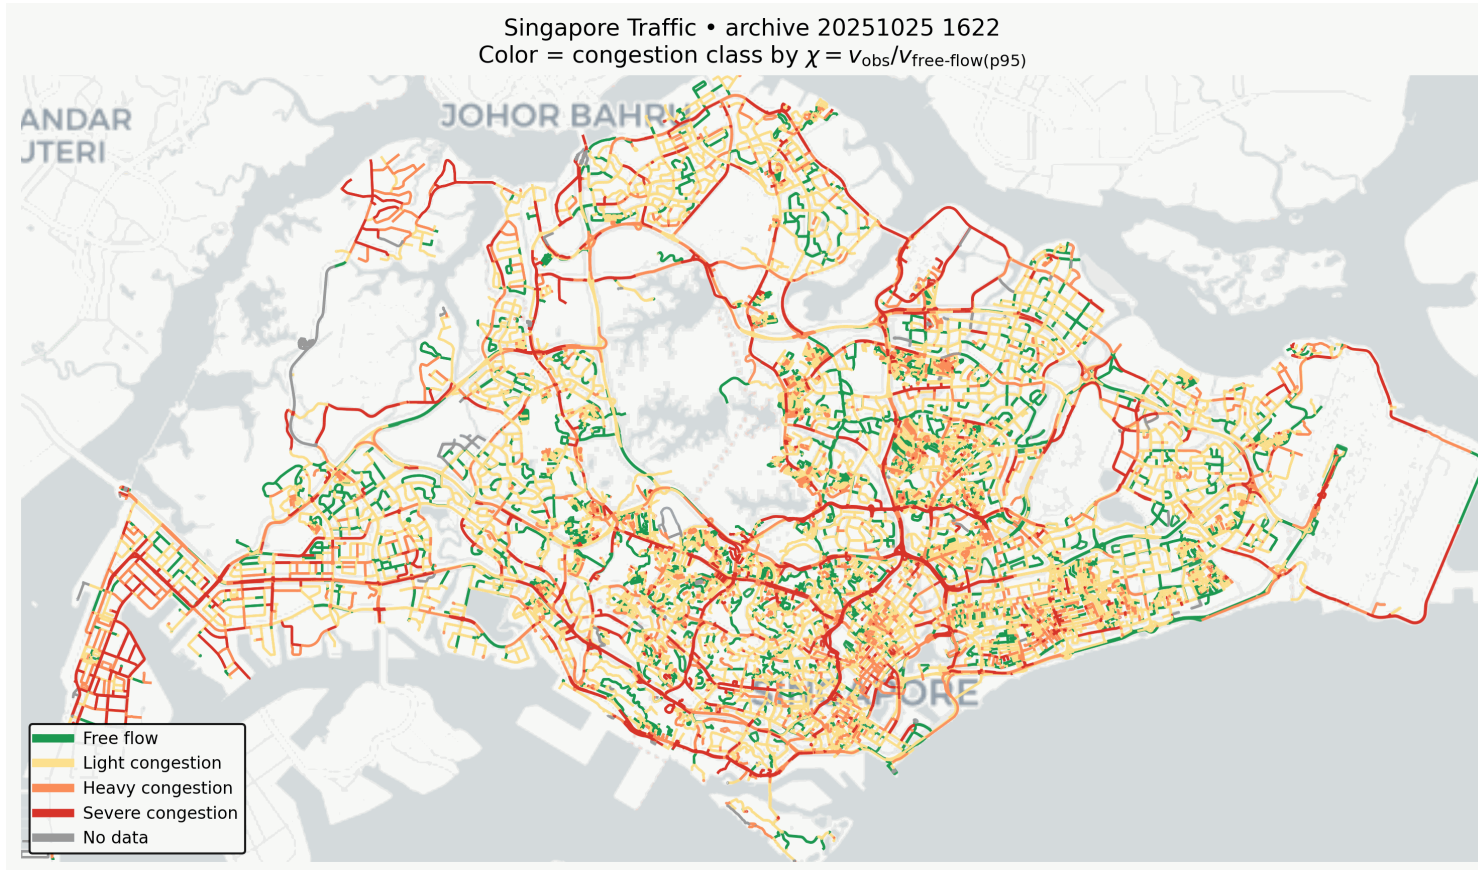 Singapore Traffic • archive 20251025 1622
Color = congestion class by χ = v_obs/v_free-flow(p95)
ANDAR
UTERI
JOHOR BAHRU
SINGAPORE
Free flow
Light congestion
Heavy congestion
Severe congestion
No data